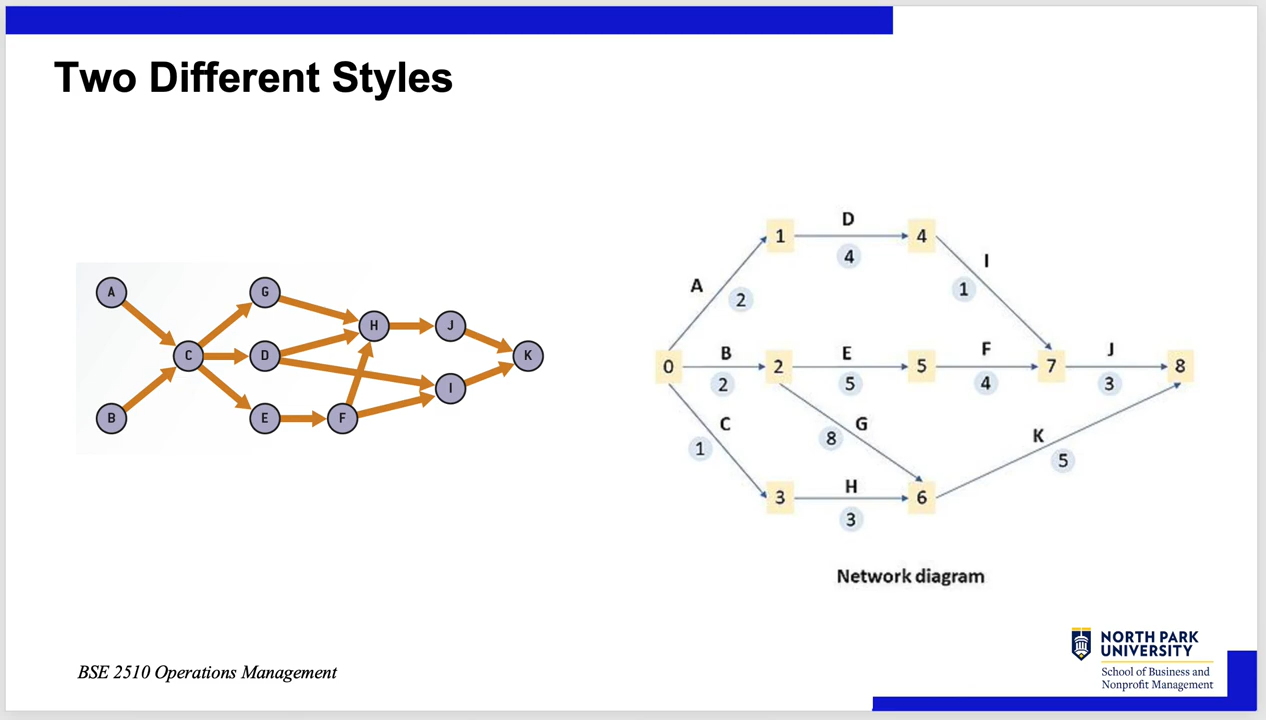 Two Different Styles
A
G
H
J
C
D
K
I
B
E
F
D
1
4
4
A
2
I
1
B
E
F
J
0
2
5
7
8
2
5
4
3
C
G
1
8
K
5
H
3
6
3
Network diagram
BSE 2510 Operations Management
NORTH PARK
UNIVERSITY
School of Business and
Nonprofit Management